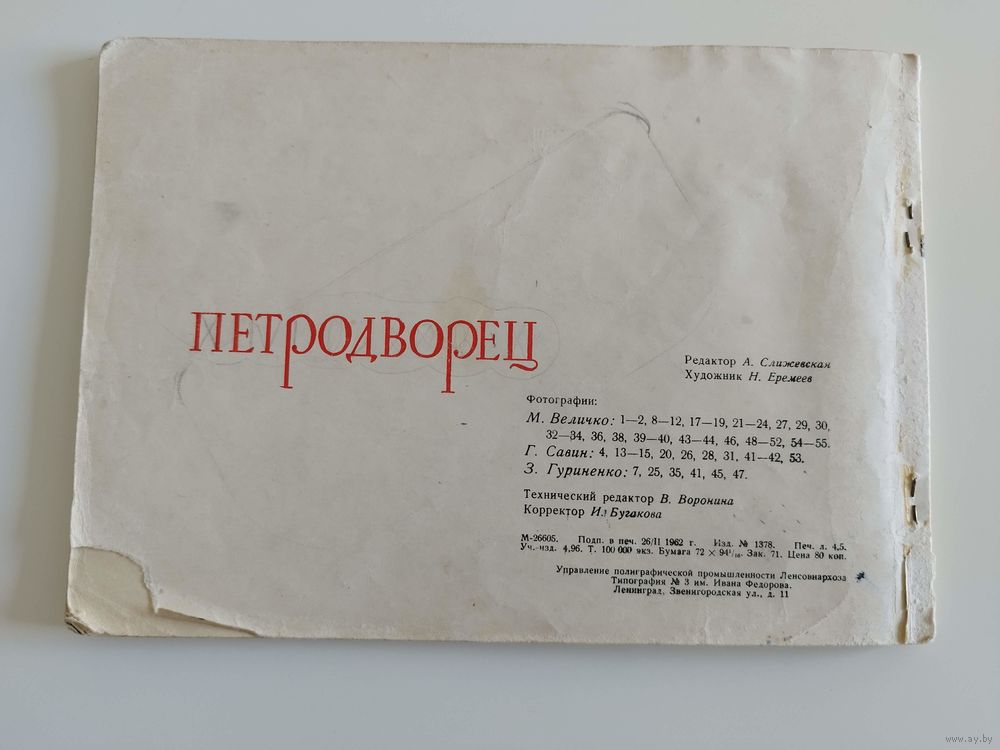 ПЕТРОДВОРЕЦ
Редактор А. Слижевская
Художник Н. Еремеев
Фотографии:
М. Величко: 1—2, 8—12, 17—19, 21—24, 27, 29, 30,
32—34, 36, 38, 39—40, 43—44, 46, 48—52, 54—55.
Г. Савин: 4, 13—15, 20, 26, 28, 31, 41—42, 53.
З. Гуриненко: 7, 25, 35, 41, 45, 47.
Технический редактор В. Воронина
Корректор И. Бугакова
М-26605. Подп. в печ. 26/II 1962 г. Изд. № 1378. Печ. л. 4,5.
Уч.-изд. 4,96. Т. 100 000 экз. Бумага 72 × 94¹/₁₆. Зак. 71. Цена 80 коп.
Управление полиграфической промышленности Ленсовнархоза
Типография № 3 им. Ивана Федорова.
Ленинград, Звенигородская ул., д. 11
www.ay.by